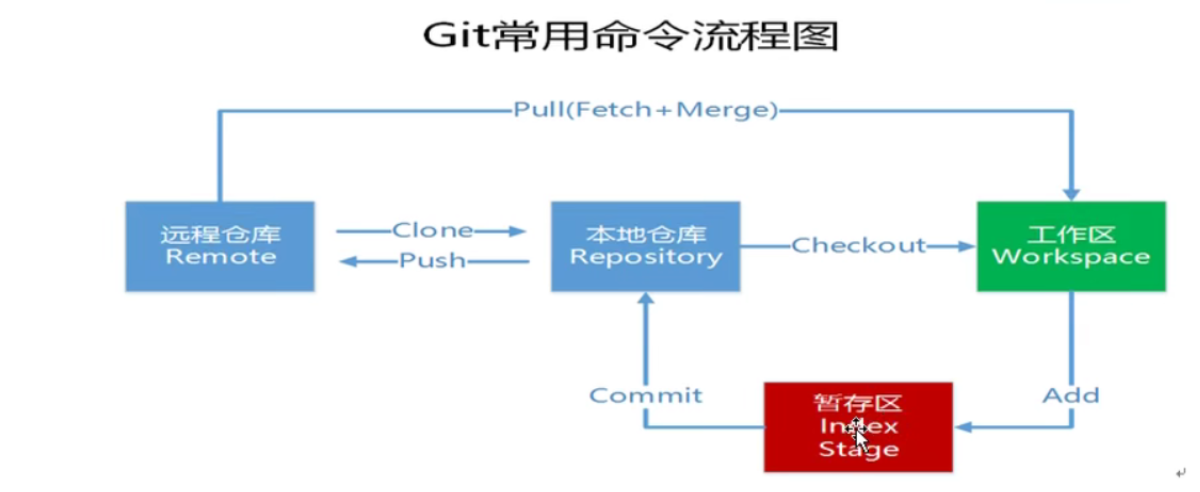 Git常用命令流程图
Pull(Fetch+Merge)
远程仓库
Remote
Clone
Push
本地仓库
Repository
Checkout
工作区
Workspace
Commit
暂存区
Index
Stage
Add